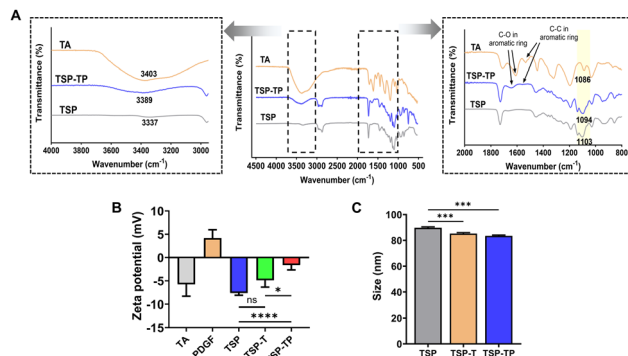 A
Transmittance (%)
TA
3403
TSP-TP
3389
TSP
3337
4000 3800 3600 3400 3200 3000
Wavenumber (cm-1)
Transmittance (%)
TA
TSP-TP
TSP
4500 3500 2500 1500 500
Wavenumber (cm-1)
Transmittance (%)
C-O in
aromatic ring
C-C in
aromatic ring
TA
1086
TSP-TP
TSP
1094
1103
2000 1800 1600 1400 1200 1000 800
Wavenumber (cm-1)
B
Zeta potential (mV)
10
5
0
-5
-10
-15
ns
*
****
TA
PDGF
TSP
TSP-T
TSP-TP
C
Size (nm)
100
80
60
40
20
0
***
***
TSP
TSP-T
TSP-TP